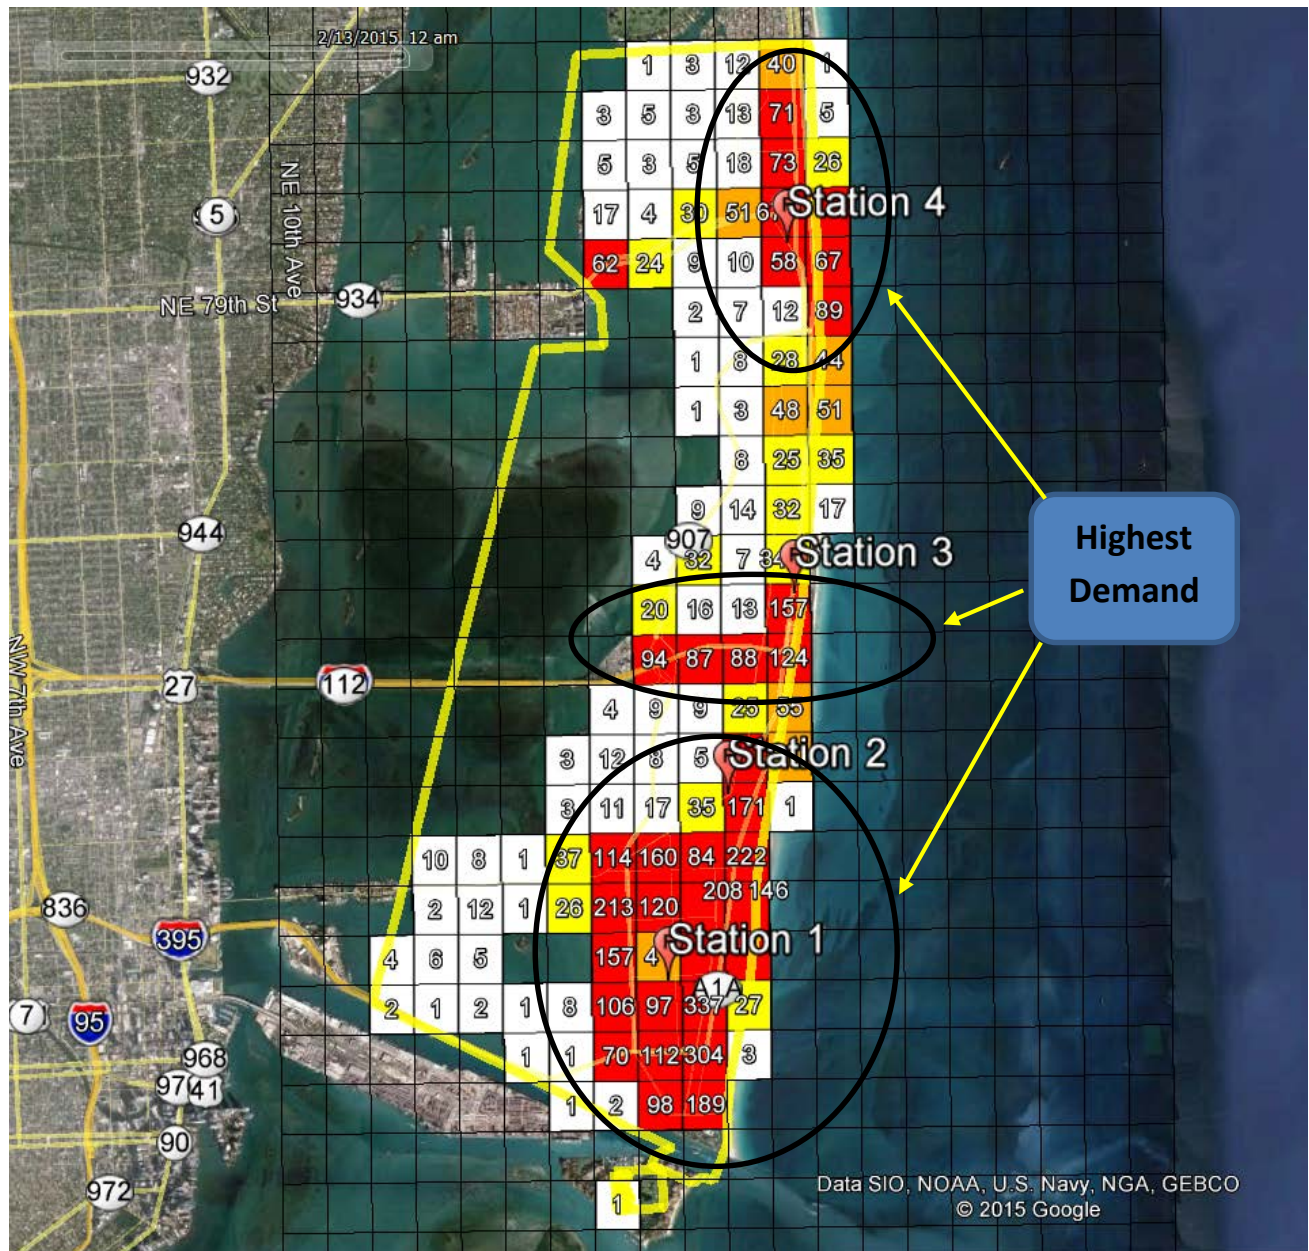 2/13/2015 12 am
932
1 3 12 40 1
3 5 3 13 71 5
5 3 5 18 73 26
NE 10th Ave
5
17 4 30 51 Station 4
62 24 9 10 58 67
NE 79th St 934
2 7 12 89
1 8 28 44
1 3 48 51
8 25 35
9 14 32 17
944
907
4 32 7 34 Station 3
Highest
Demand
20 16 13 157
94 87 88 124
NW 7th Ave
27
112
4 9 9 25 55
3 12 8 5 Station 2
3 11 17 35 171 1
10 8 1 37 114 160 84 222
2 12 1 26 213 120 208 146
836
395
4 6 5 157 4 Station 1
A1A
2 1 2 1 8 106 97 337 27
7
95
1 1 70 112 304 3
968
41
1 2 98 189
90
972
1
Data SIO, NOAA, U.S. Navy, NGA, GEBCO
© 2015 Google